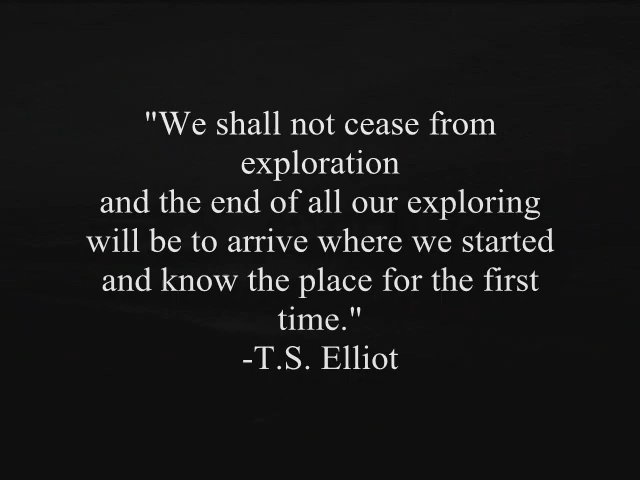 "We shall not cease from
exploration
and the end of all our exploring
will be to arrive where we started
and know the place for the first
time."
-T.S. Elliot